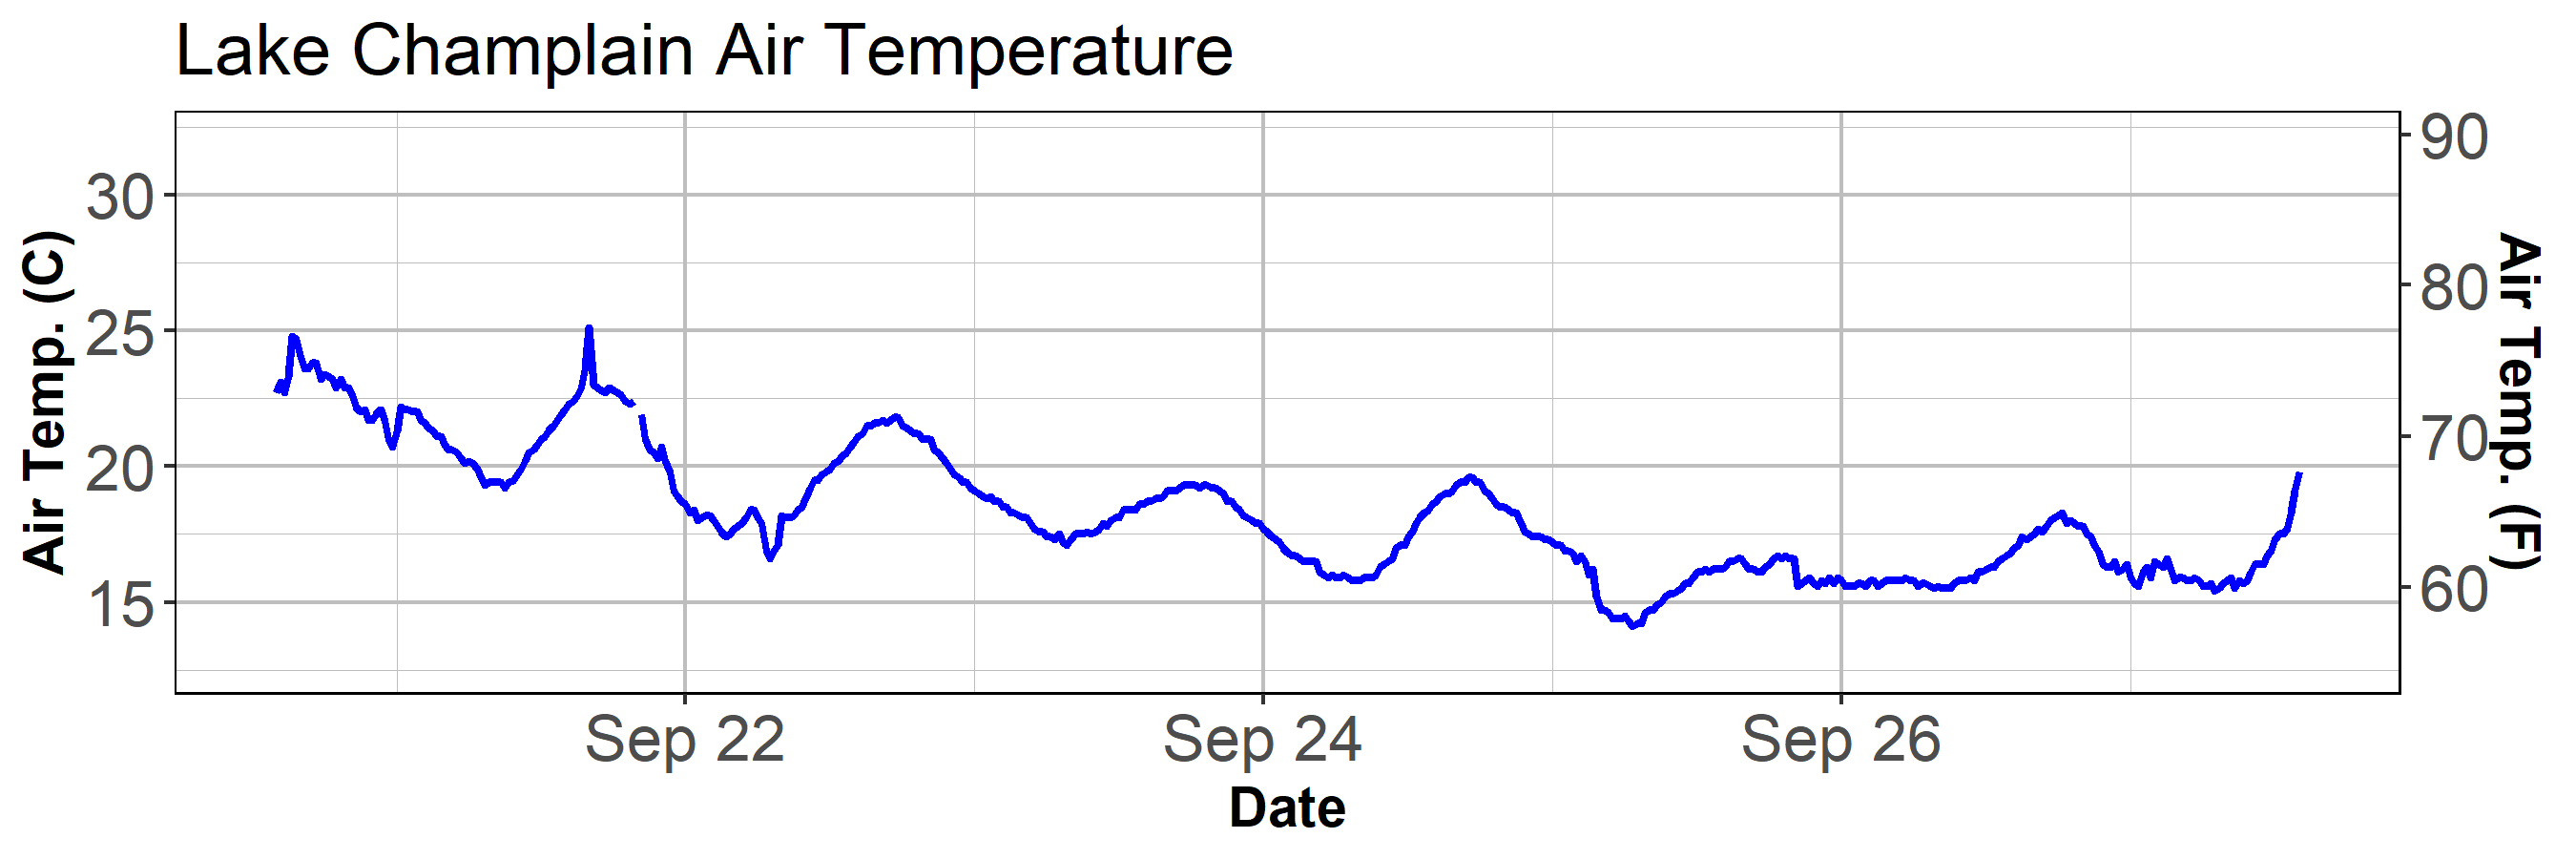 Lake Champlain Air Temperature
Air Temp. (C)
30
25
20
15
90
80
70
60
Air Temp. (F)
Sep 22
Sep 24
Sep 26
Date